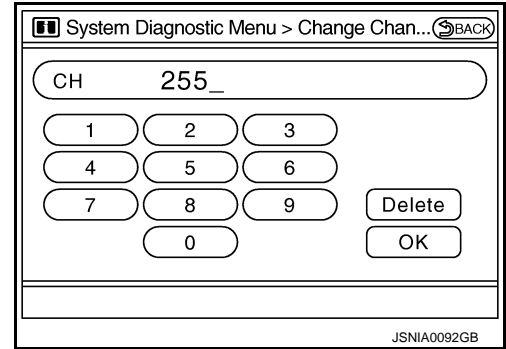 System Diagnostic Menu > Change Chan... BACK
CH 255_
1 2 3
4 5 6
7 8 9 Delete
0 OK
JSNIA0092GB